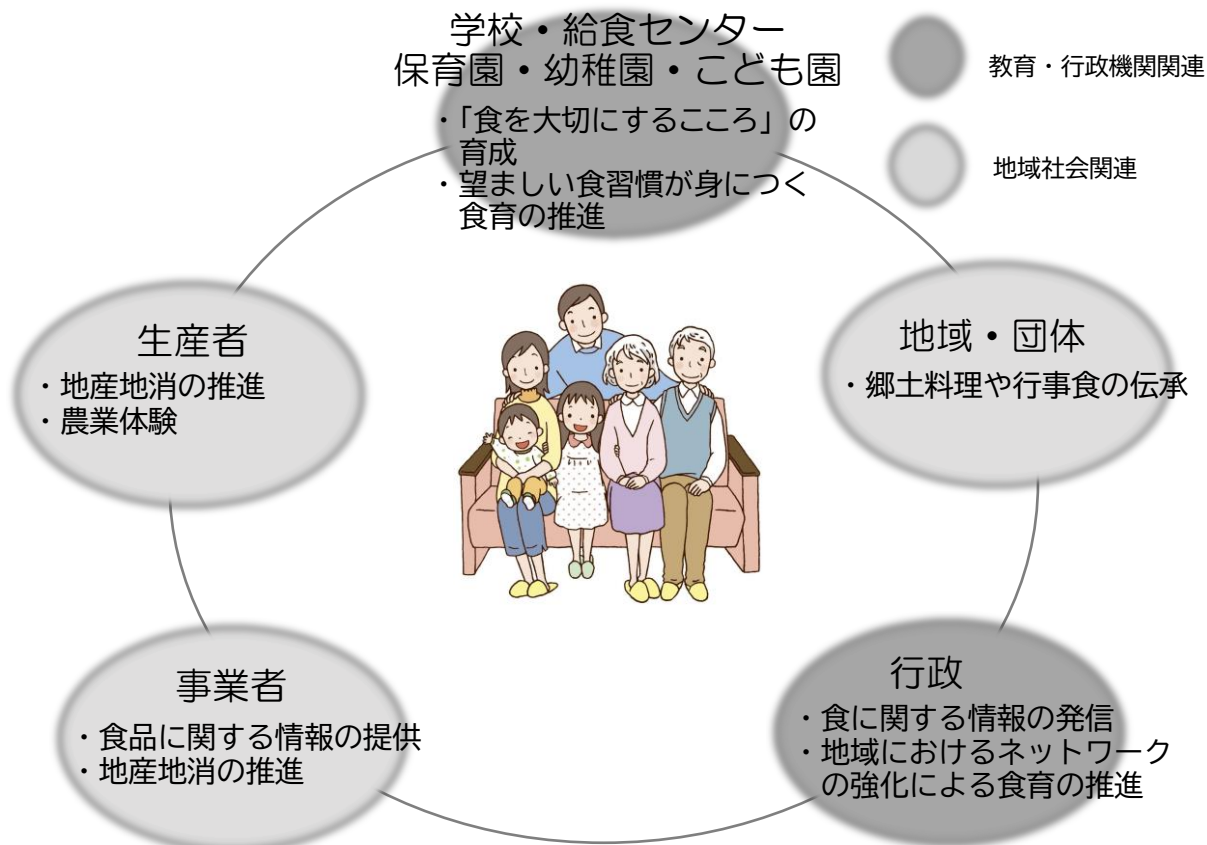 学校・給食センター
保育園・幼稚園・こども園
・「食を大切にするこころ」の
育成
・望ましい食習慣が身につく
食育の推進
教育・行政機関関連
地域社会関連
生産者
・地産地消の推進
・農業体験
地域・団体
・郷土料理や行事食の伝承
事業者
・食品に関する情報の提供
・地産地消の推進
行政
・食に関する情報の発信
・地域におけるネットワーク
の強化による食育の推進